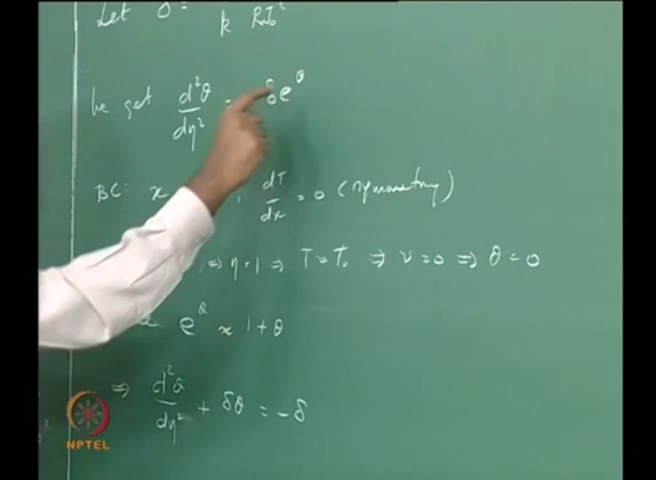 Let δ = k RT₀²
We get d²θ/dη² = - δe^θ
BC: x , dT/dx = 0 (symmetry)
⇒ η = 1 ⇒ T = T₀ ⇒ ν = 0 ⇒ θ = 0
e^θ ≈ 1 + θ
⇒ d²θ/dη² + δθ = -δ
NPTEL